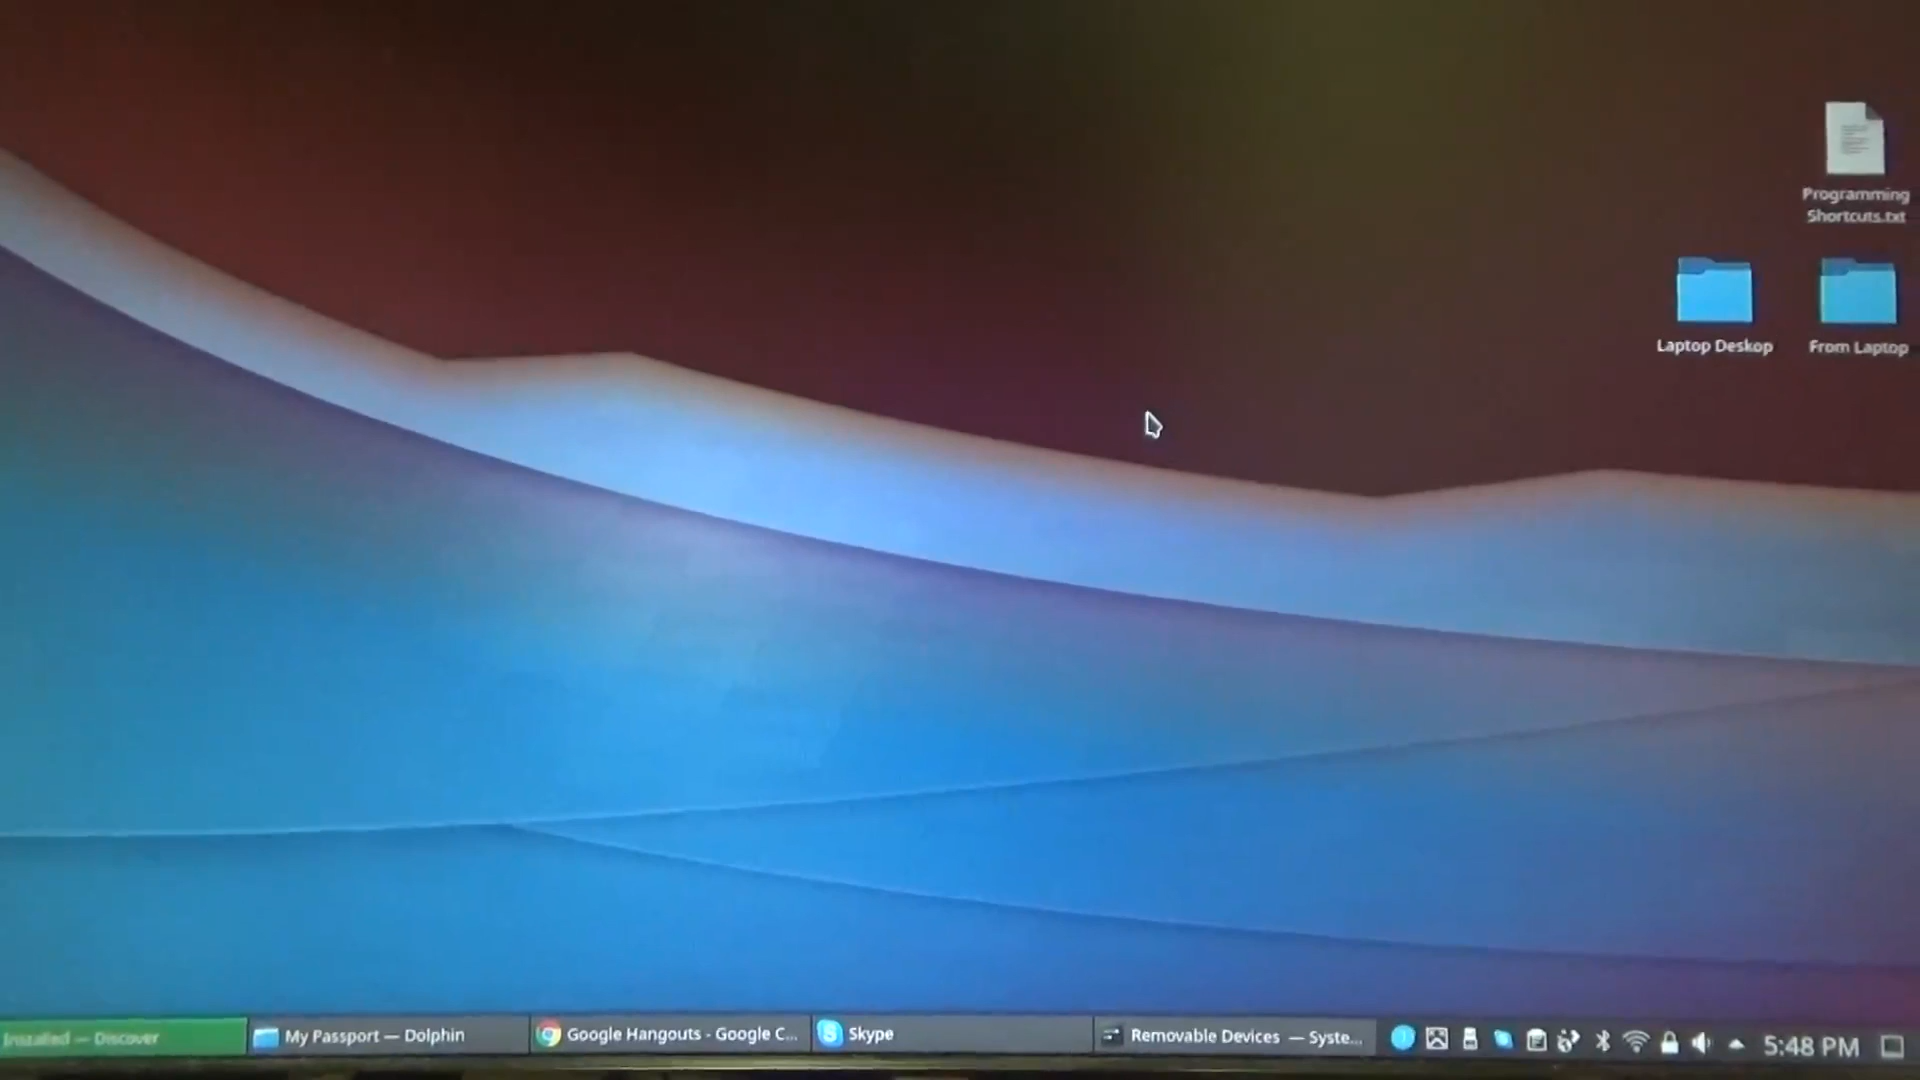 Programming
Shortcuts.txt
Laptop Deskop
From Laptop
Installed — Discover
My Passport — Dolphin
Google Hangouts - Google C...
Skype
Removable Devices — Syste...
5:48 PM